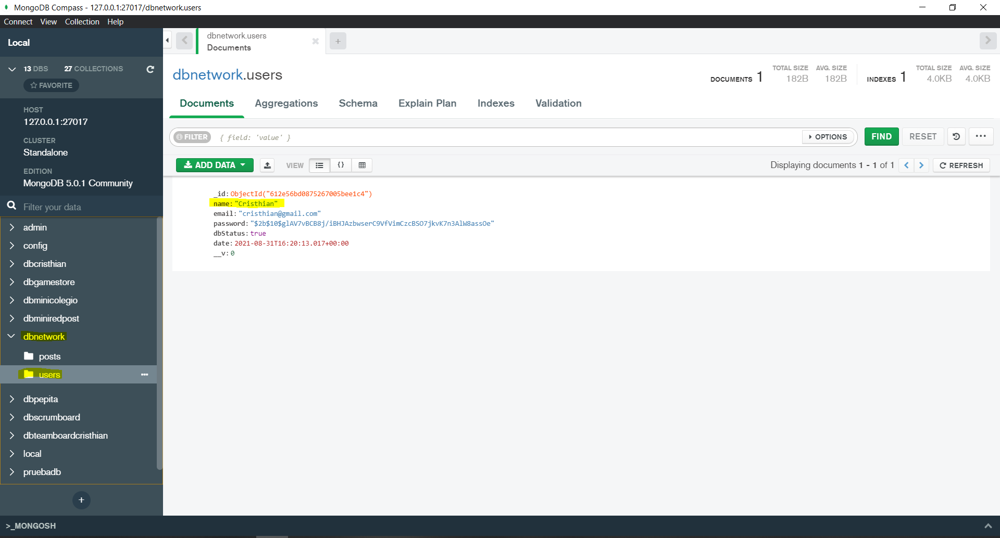 MongoDB Compass - 127.0.0.1:27017/dbnetwork.users
Connect View Collection Help
Local
13 DBS 27 COLLECTIONS
FAVORITE
HOST
127.0.0.1:27017
CLUSTER
Standalone
EDITION
MongoDB 5.0.1 Community
Filter your data
admin
config
dbcristhian
dbgamestore
dbminicolegio
dbminiredpost
dbnetwork
posts
users
dbpepita
dbscrumboard
dbteamboardcristhian
local
pruebadb
+
>_MONGOSH
dbnetwork.users
Documents
+
dbnetwork.users
DOCUMENTS 1 TOTAL SIZE 182B AVG. SIZE 182B
INDEXES 1 TOTAL SIZE 4.0KB AVG. SIZE 4.0KB
Documents Aggregations Schema Explain Plan Indexes Validation
FILTER { field: 'value' } OPTIONS FIND RESET ...
ADD DATA VIEW {} Displaying documents 1 - 1 of 1 REFRESH
_id: ObjectId("612e56bd0875267005bee1c4")
name: "Cristhian"
email: "cristhian@gmail.com"
password: "$2b$10$glAV7vBCB8j/iBHJAzbwserC9VfVimCzcBSO7jkvK7n3AlW8assOe"
dbStatus: true
date: 2021-08-31T16:20:13.017+00:00
__v: 0